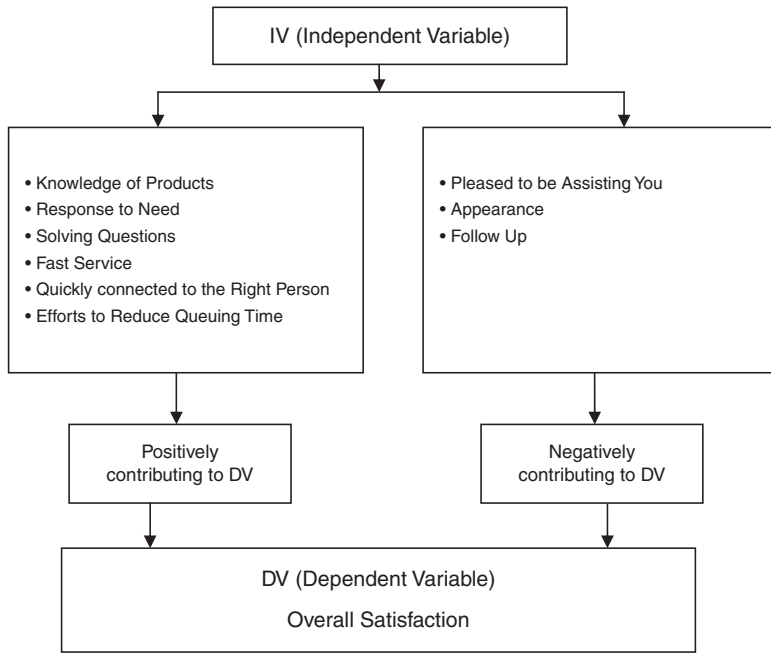 IV (Independent Variable)
• Knowledge of Products
• Response to Need
• Solving Questions
• Fast Service
• Quickly connected to the Right Person
• Efforts to Reduce Queuing Time
• Pleased to be Assisting You
• Appearance
• Follow Up
Positively
contributing to DV
Negatively
contributing to DV
DV (Dependent Variable)
Overall Satisfaction